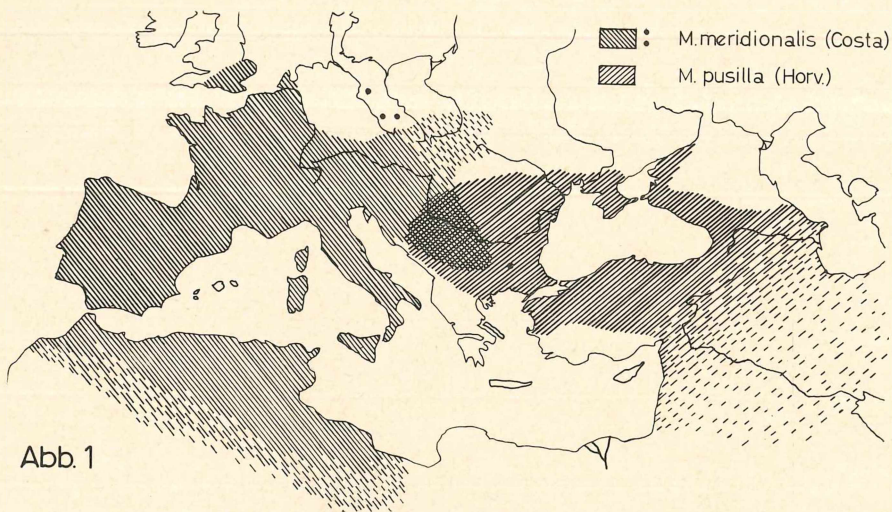 M. meridionalis (Costa)
M. pusilla (Horv.)
Abb. 1